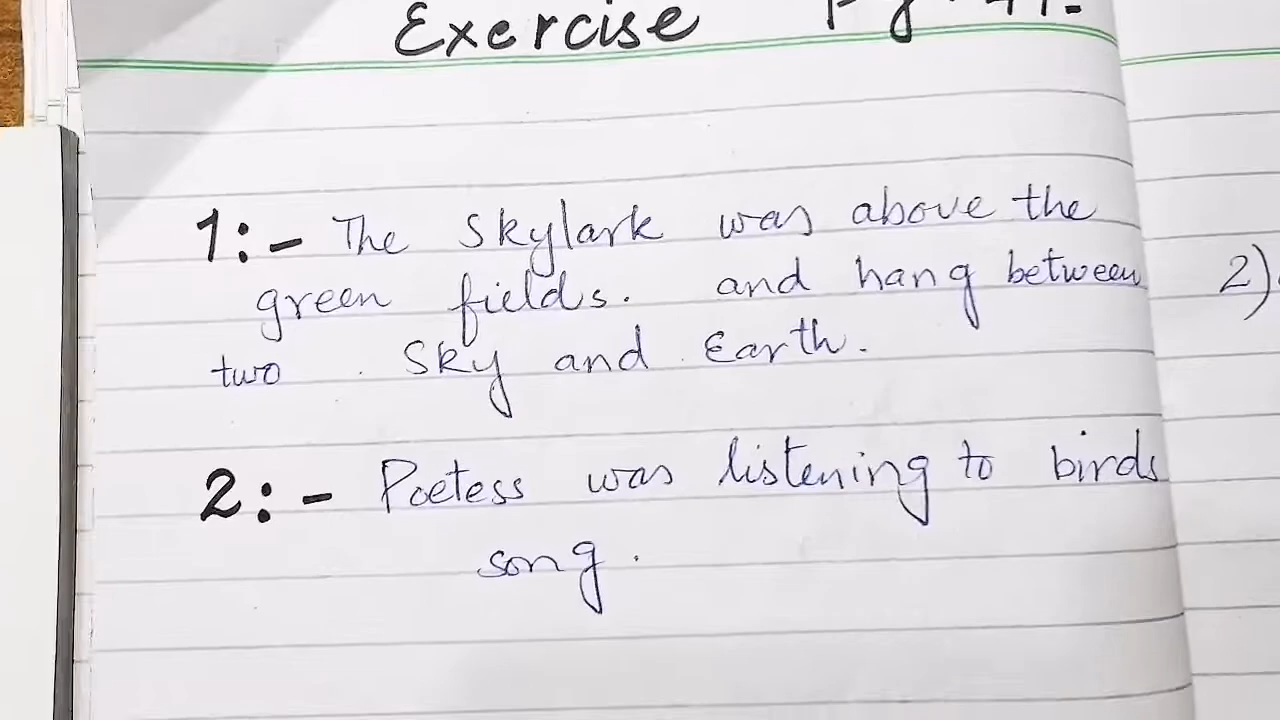 Exercise
1:- The skylark was above the
green fields. and hang between
two sky and Earth.
2:- Poetess was listening to birds
song.
2)